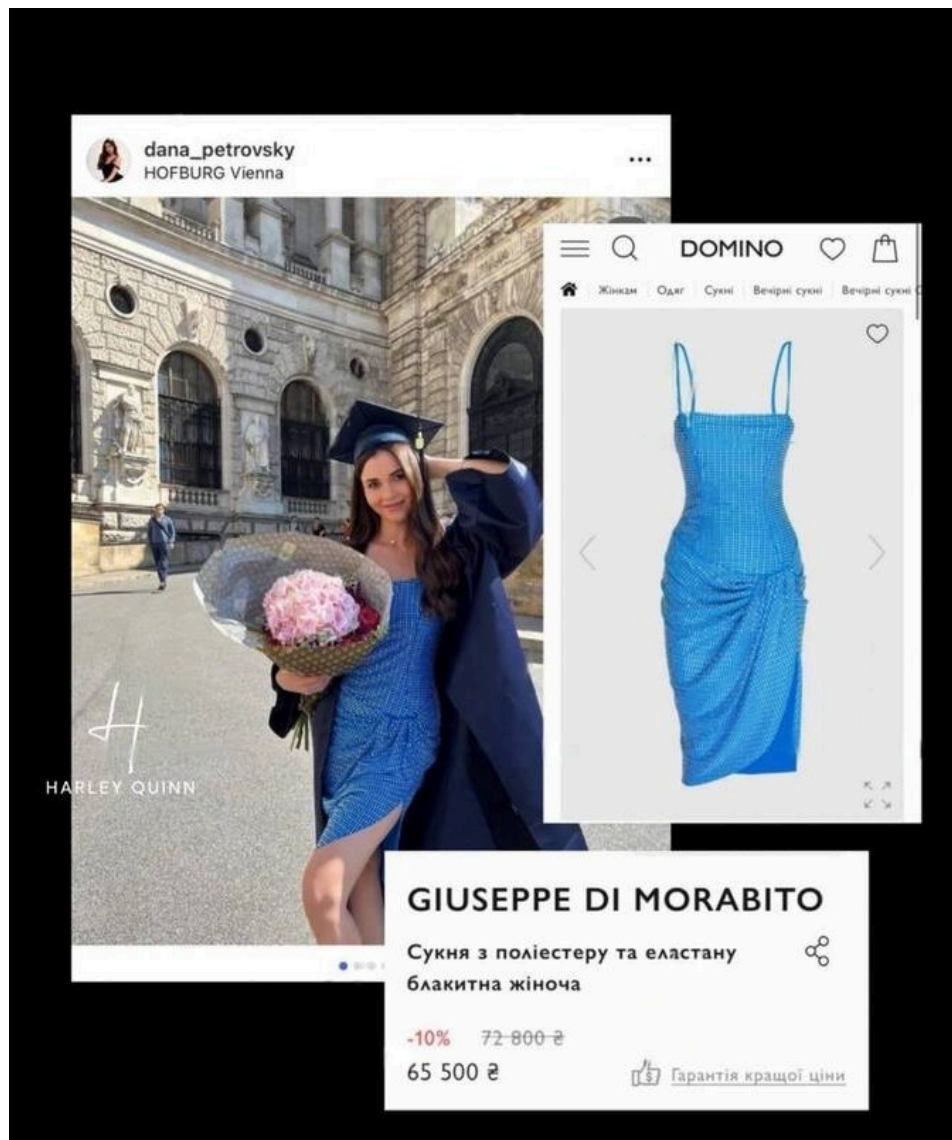 dana_petrovsky
HOFBURG Vienna
DOMINO
Жінкам Одяг Сукні Вечірні сукні Вечірні сукні
HARLEY QUINN
GIUSEPPE DI MORABITO
Сукня з поліестеру та еластану
блакитна жіноча
-10% 72 800 ₴
65 500 ₴ Гарантія кращої ціни